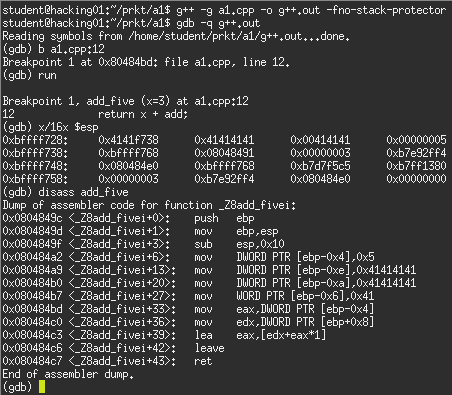 student@hacking01:~/prkt/a1$ g++ -g a1.cpp -o g++.out -fno-stack-protector
student@hacking01:~/prkt/a1$ gdb -q g++.out
Reading symbols from /home/student/prkt/a1/g++.out...done.
(gdb) b a1.cpp:12
Breakpoint 1 at 0x80484bd: file a1.cpp, line 12.
(gdb) run
Breakpoint 1, add_five (x=3) at a1.cpp:12
12 return x + add;
(gdb) x/16x $esp
0xbffff728: 0x4141f738 0x41414141 0x00414141 0x00000005
0xbffff738: 0xbffff768 0x08048491 0x00000003 0xb7e92ff4
0xbffff748: 0x080484e0 0xbffff768 0xb7d7f5c5 0xb7ff1380
0xbffff758: 0x00000003 0xb7e92ff4 0x080484e0 0x00000000
(gdb) disass add_five
Dump of assembler code for function _Z8add_fivei:
0x0804849c <_Z8add_fivei+0>: push ebp
0x0804849d <_Z8add_fivei+1>: mov ebp,esp
0x0804849f <_Z8add_fivei+3>: sub esp,0x10
0x080484a2 <_Z8add_fivei+6>: mov DWORD PTR [ebp-0x4],0x5
0x080484a9 <_Z8add_fivei+13>: mov DWORD PTR [ebp-0xe],0x41414141
0x080484b0 <_Z8add_fivei+20>: mov DWORD PTR [ebp-0xa],0x41414141
0x080484b7 <_Z8add_fivei+27>: mov WORD PTR [ebp-0x6],0x41
0x080484bd <_Z8add_fivei+33>: mov eax,DWORD PTR [ebp-0x4]
0x080484c0 <_Z8add_fivei+36>: mov edx,DWORD PTR [ebp+0x8]
0x080484c3 <_Z8add_fivei+39>: lea eax,[edx+eax*1]
0x080484c6 <_Z8add_fivei+42>: leave
0x080484c7 <_Z8add_fivei+43>: ret
End of assembler dump.
(gdb)